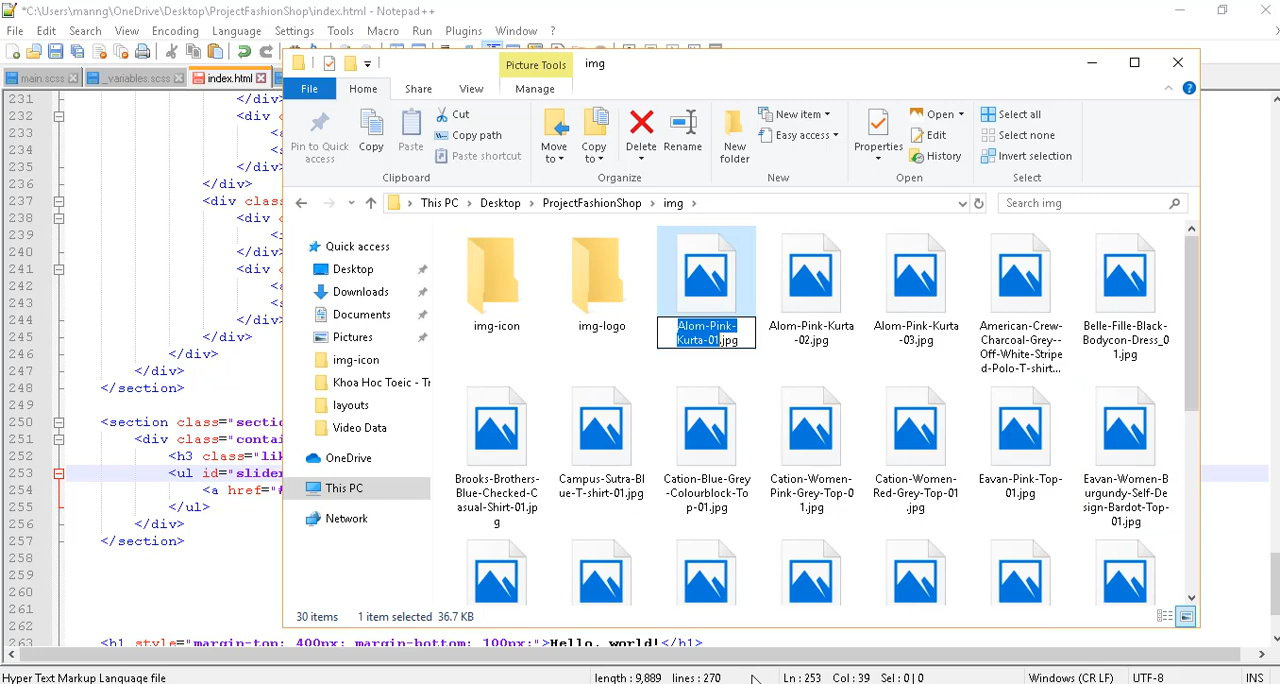 *C:\Users\manng\OneDrive\Desktop\ProjectFashionShop\index.html - Notepad++
File Edit Search View Encoding Language Settings Tools Macro Run Plugins Window ?
main.scss _variables.scss index.html
Picture Tools img
File Home Share View Manage
Pin to Quick access
Copy
Paste
Cut
Copy path
Paste shortcut
Clipboard
Move to
Copy to
Delete
Rename
Organize
New folder
New item
Easy access
New
Properties
Open
Edit
History
Open
Select all
Select none
Invert selection
Select
This PC > Desktop > ProjectFashionShop > img >
Search img
Quick access
Desktop
Downloads
Documents
Pictures
img-icon
Khoa Hoc Toeic - Tr
layouts
Video Data
OneDrive
This PC
Network
img-icon
img-logo
Alom-Pink-
Kurta-01.jpg
Alom-Pink-Kurta
-02.jpg
Alom-Pink-Kurta
-03.jpg
American-Crew-
Charcoal-Grey--
Off-White-Stripe
d-Polo-T-shirt...
Belle-Fille-Black-
Bodycon-Dress_0
1.jpg
Brooks-Brothers-
Blue-Checked-C
asual-Shirt-01.jp
g
Campus-Sutra-Bl
ue-T-shirt-01.jpg
Cation-Blue-Grey
-Colourblock-To
p-01.jpg
Cation-Women-
Pink-Grey-Top-0
1.jpg
Cation-Women-
Red-Grey-Top-01
.jpg
Eavan-Pink-Top-
01.jpg
Eavan-Women-B
urgundy-Self-De
sign-Bardot-Top-
01.jpg
30 items 1 item selected 36.7 KB
231 </div>
232 <div c
233 <a
234 <s
235 </div>
236 </div>
237 <div clas
238 <div
239 <
240 </div>
241 <div
242 <a
243 <s
244 </div>
245 </div>
246 </div>
247 </div>
248 </section>
249
250 <section class="sectio
251 <div class="contai
252 <h3 class="lik
253 <ul id="slider
254 <a href="#
255 </ul>
256 </div>
257 </section>
258
259
260
261
262
263 <h1 style="margin-top: 400px; margin-bottom: 100px;">Hello, world!</h1>
Hyper Text Markup Language file length : 9,889 lines : 270 Ln : 253 Col : 39 Sel : 0 | 0 Windows (CR LF) UTF-8 INS